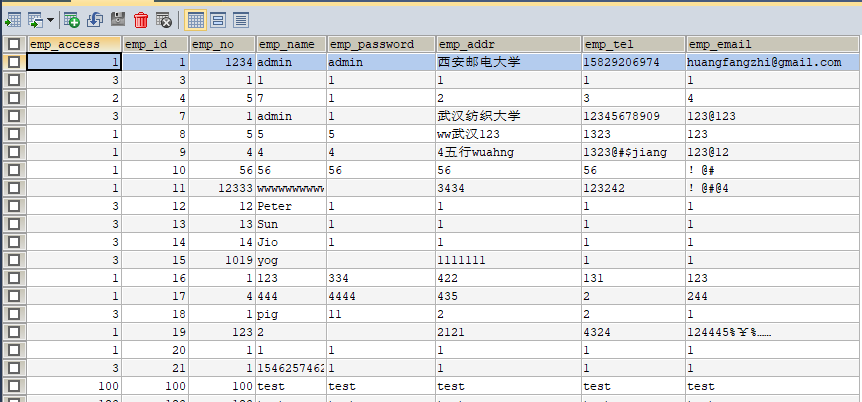 emp_access emp_id emp_no emp_name emp_password emp_addr emp_tel emp_email
1 1 1234 admin admin 西安邮电大学 15829206974 huangfangzhi@gmail.com
3 3 1 1 1 1 1 1
2 4 5 7 1 2 3 4
3 7 1 admin 1 武汉纺织大学 12345678909 123@123
1 8 5 5 5 ww武汉123 1323 123
1 9 4 4 4 4五行wuahng 1323@#$jiang 123@12
1 10 56 56 56 56 56 ！@#
1 11 12333 wwwwwwwwwww 3434 123242 ！@#@4
3 12 12 Peter 1 1 1 1
3 13 13 Sun 1 1 1 1
3 14 14 Jio 1 1 1 1
3 15 1019 yog 1111111 1 1
1 16 1 123 334 422 131 123
1 17 4 444 4444 435 2 244
3 18 1 pig 11 2 2 1
1 19 123 2 2121 4324 124445%￥%……
1 20 1 1 1 1 1 1
3 21 1 1546257462 1 1 1 1
100 100 100 test test test test test